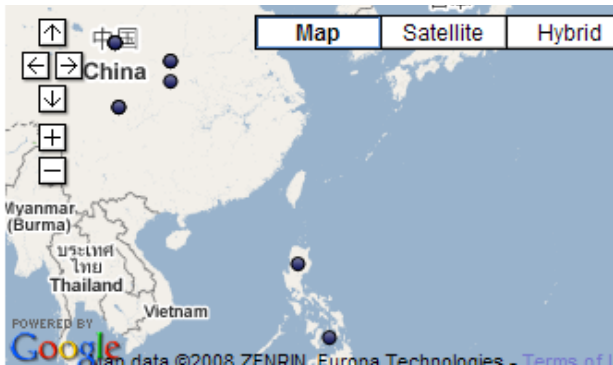 中国
China
Map
Satellite
Hybrid
Myanmar
(Burma)
ประเทศ
ไทย
Thailand
Vietnam
POWERED BY
Google
Map data ©2008 ZENRIN, Europa Technologies - Terms of